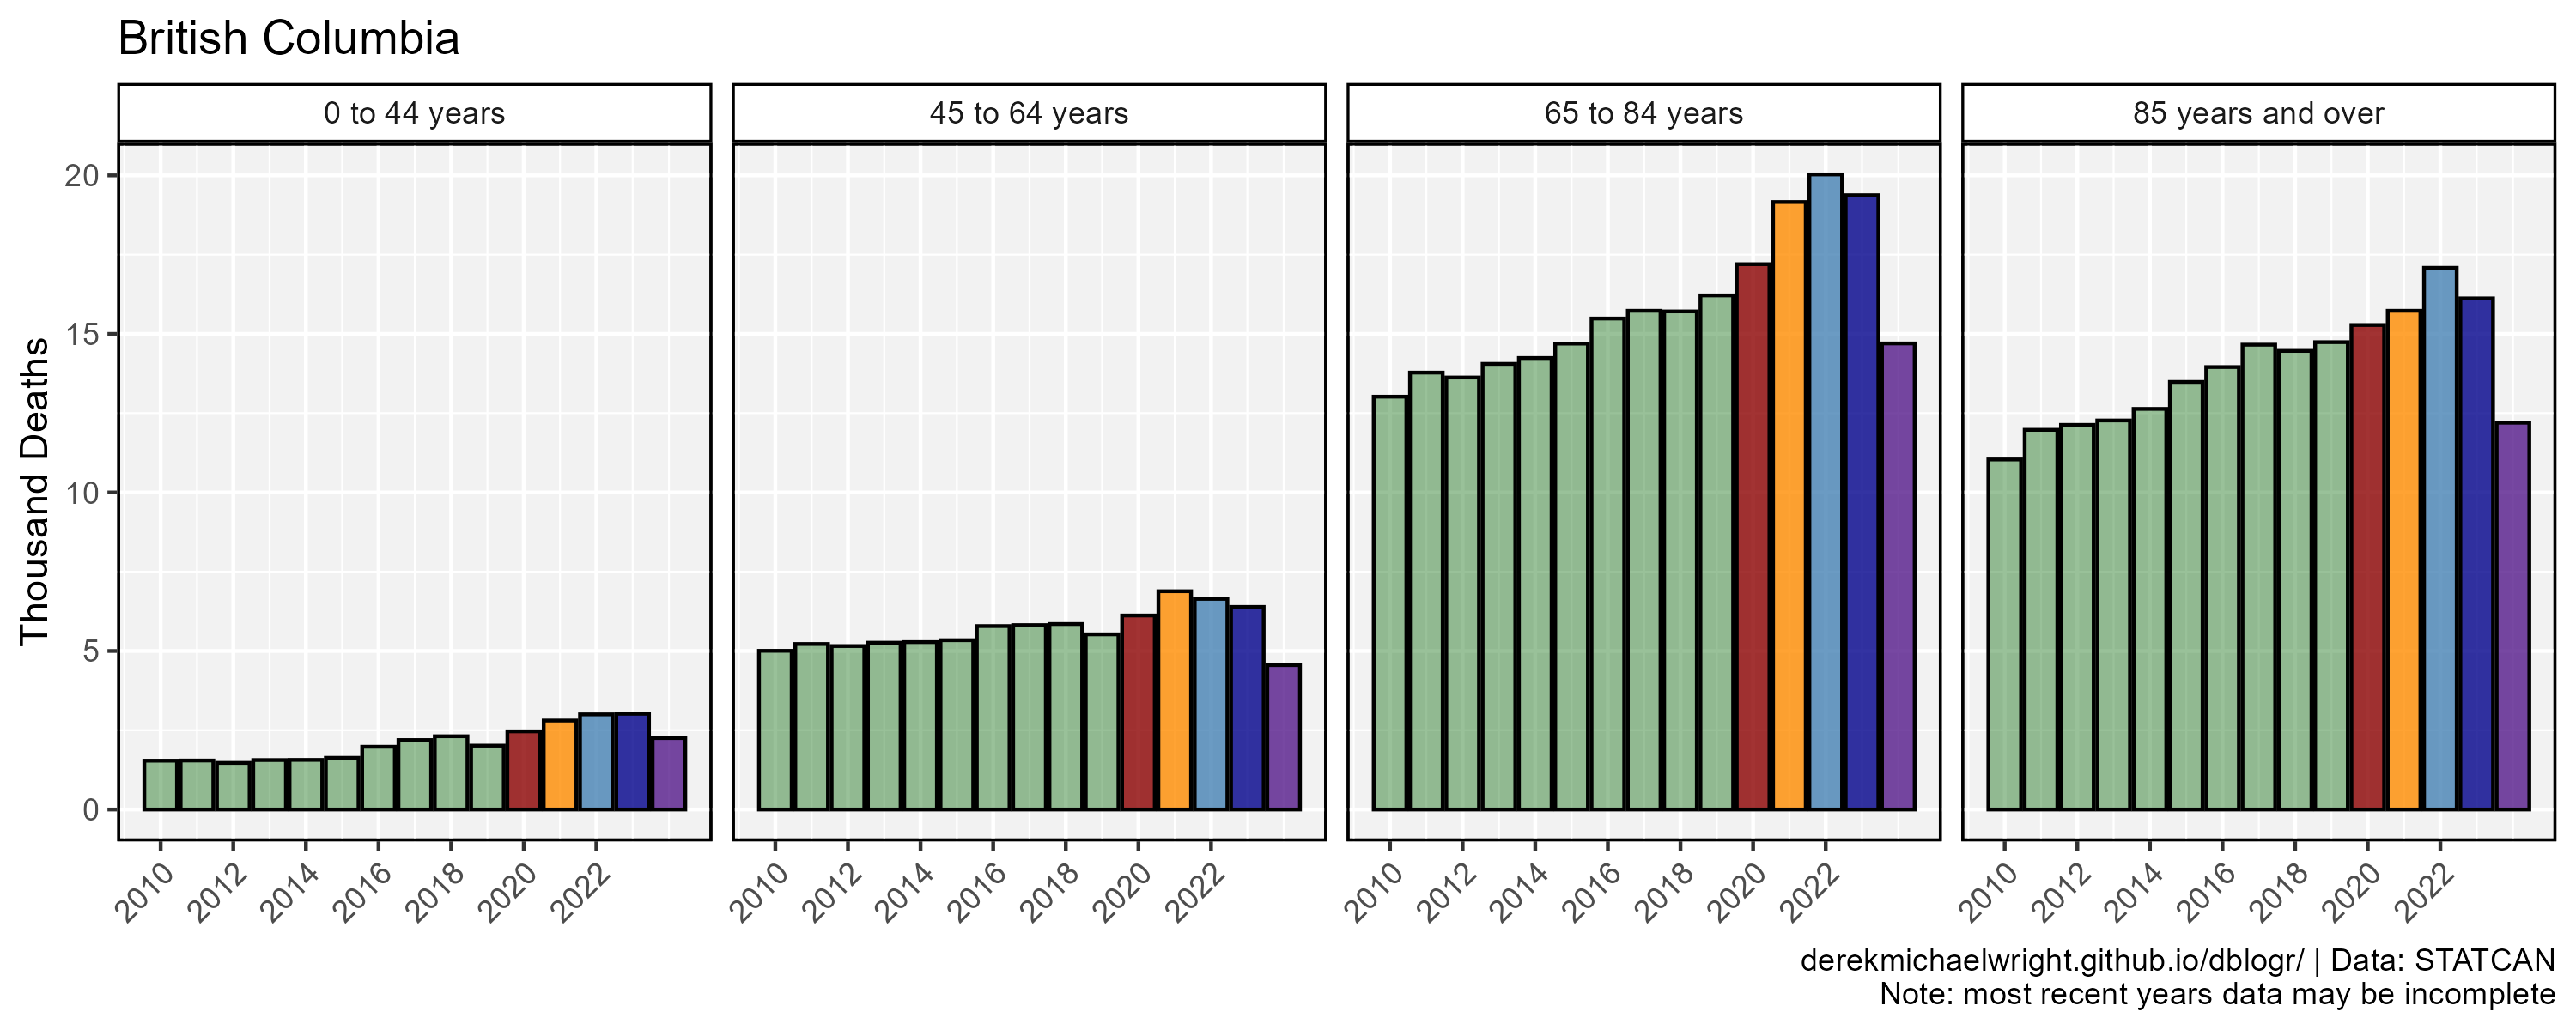 British Columbia
0 to 44 years
45 to 64 years
65 to 84 years
85 years and over
Thousand Deaths
20
15
10
5
0
2010 2012 2014 2016 2018 2020 2022
2010 2012 2014 2016 2018 2020 2022
2010 2012 2014 2016 2018 2020 2022
2010 2012 2014 2016 2018 2020 2022
derekmichaelwright.github.io/dblogr/ | Data: STATCAN
Note: most recent years data may be incomplete